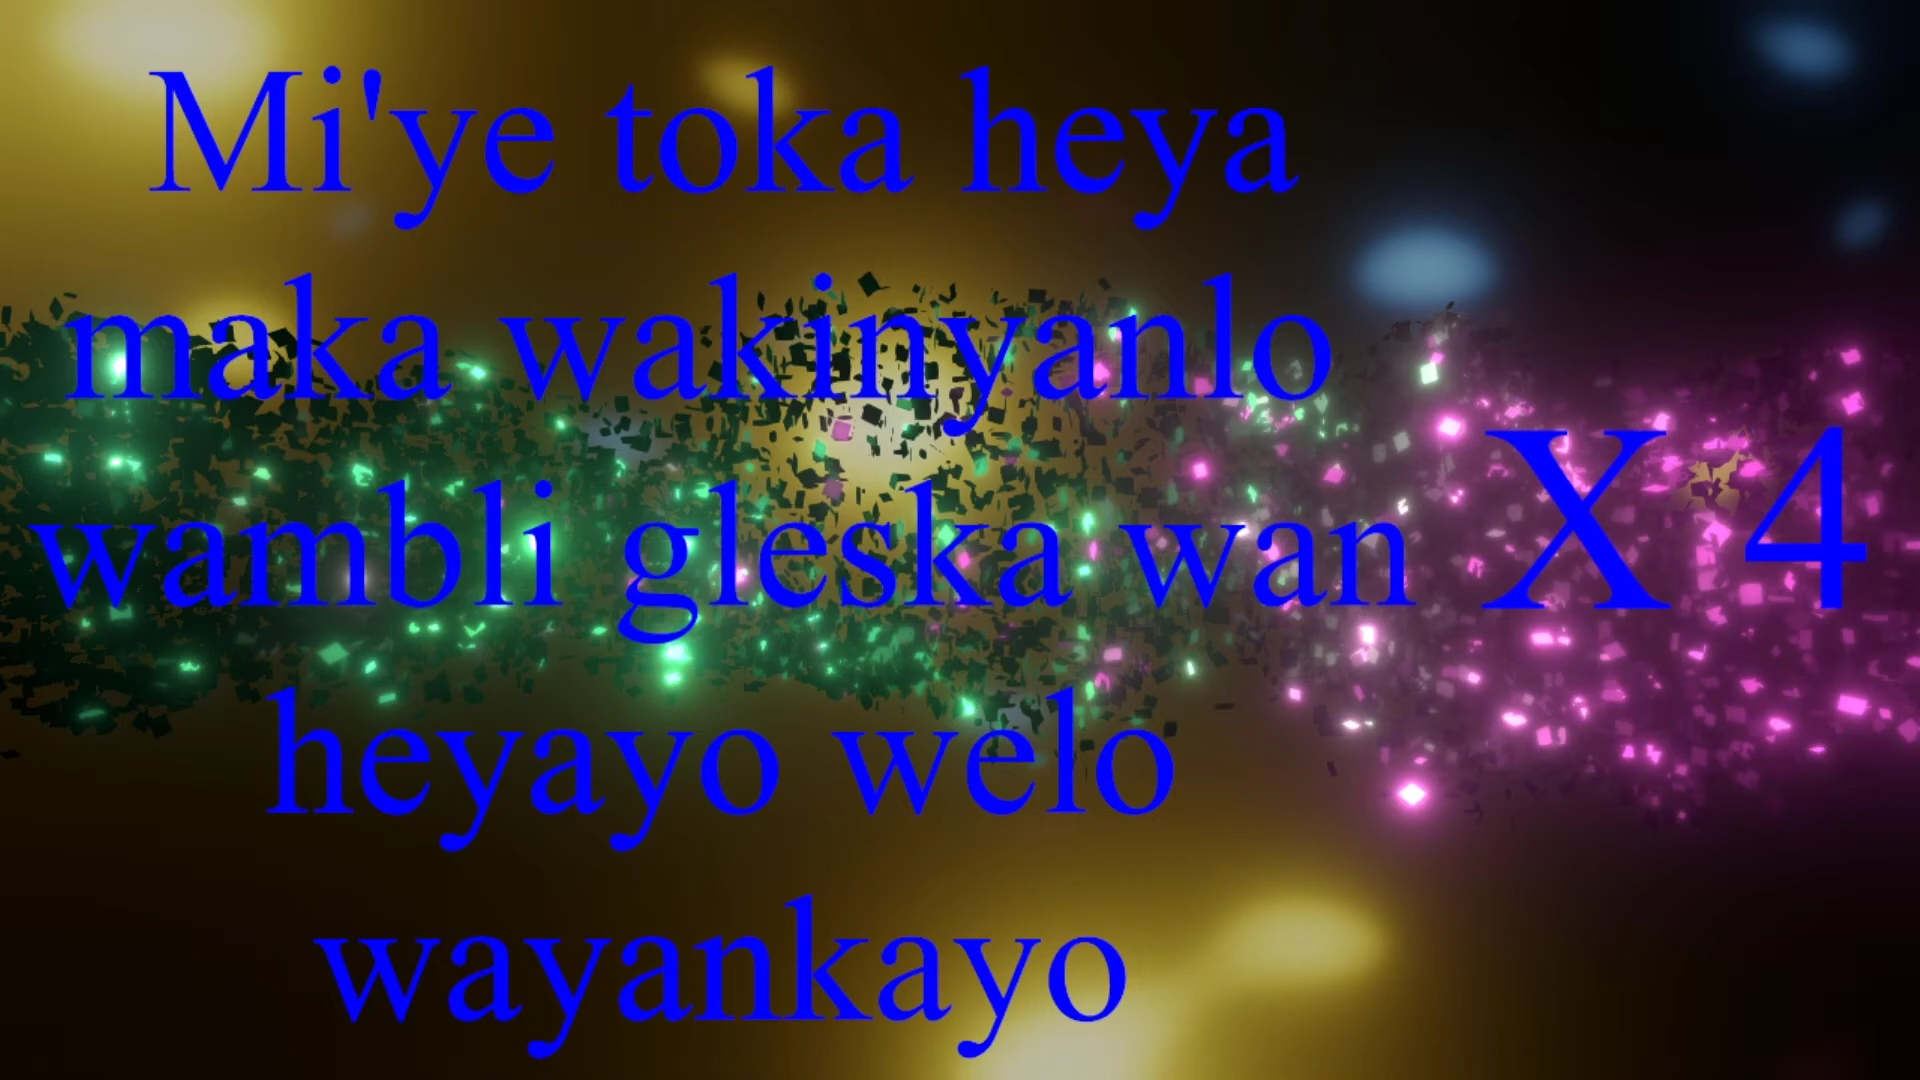 Mi'ye toka heya
maka wakinyanlo
wambli gleska wan X 4
heyayo welo
wayankayo